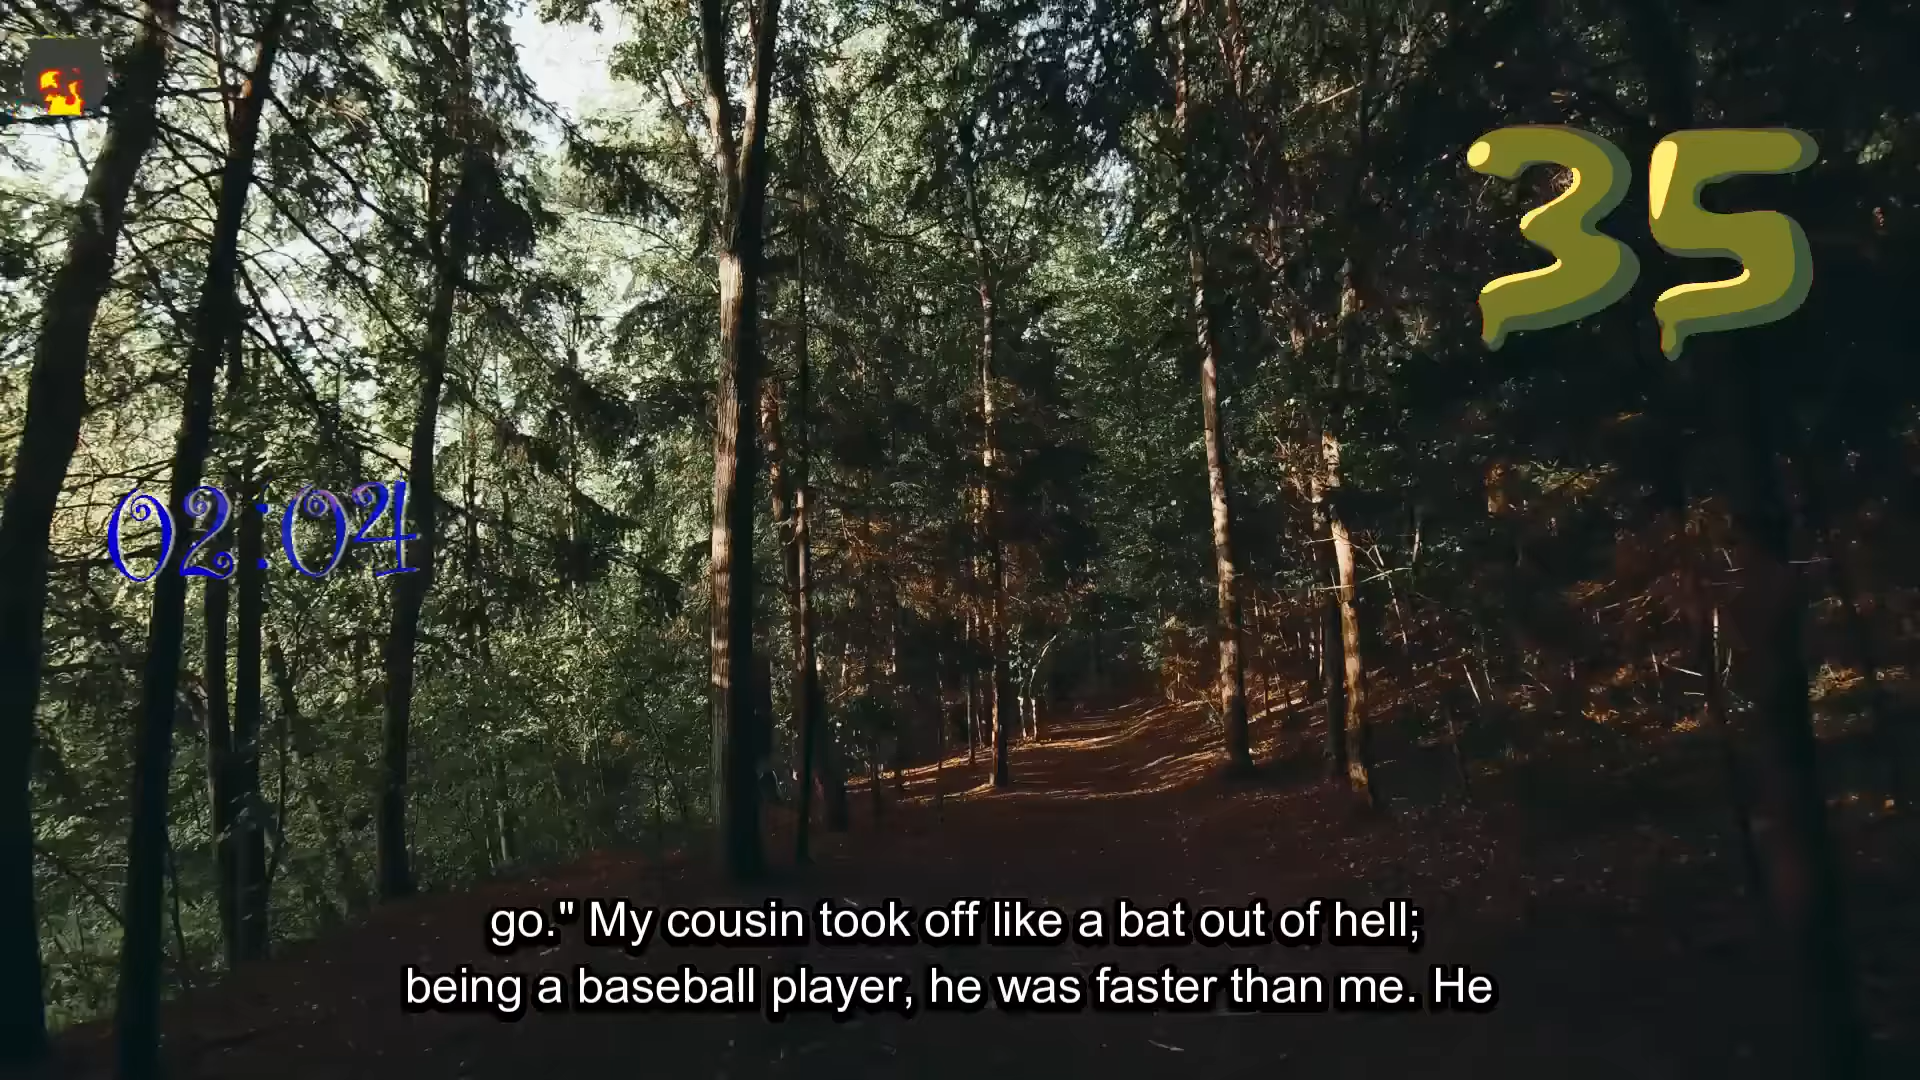 35
02:04
go." My cousin took off like a bat out of hell;
being a baseball player, he was faster than me. He